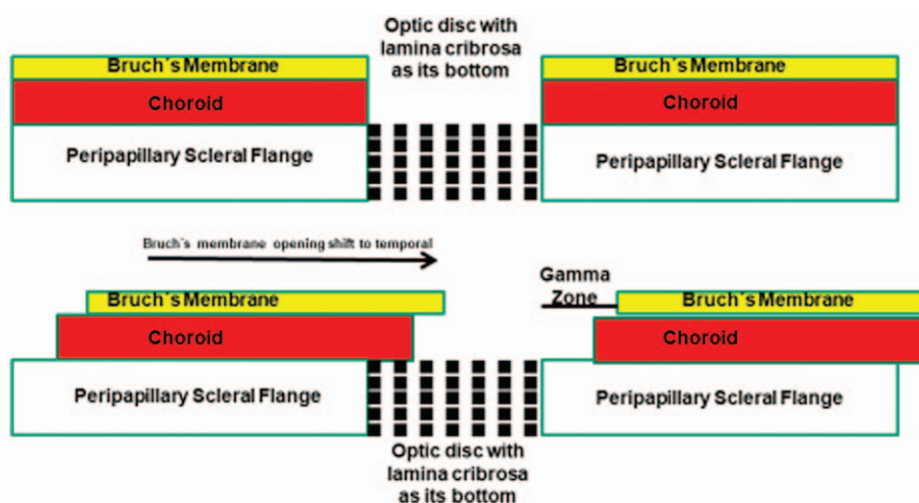 Optic disc with
lamina cribrosa
as its bottom
Bruch´s Membrane
Bruch´s Membrane
Choroid
Choroid
Peripapillary Scleral Flange
Peripapillary Scleral Flange
Bruch´s membrane opening shift to temporal
Gamma
Zone
Bruch´s Membrane
Bruch´s Membrane
Choroid
Choroid
Peripapillary Scleral Flange
Peripapillary Scleral Flange
Optic disc with
lamina cribrosa
as its bottom